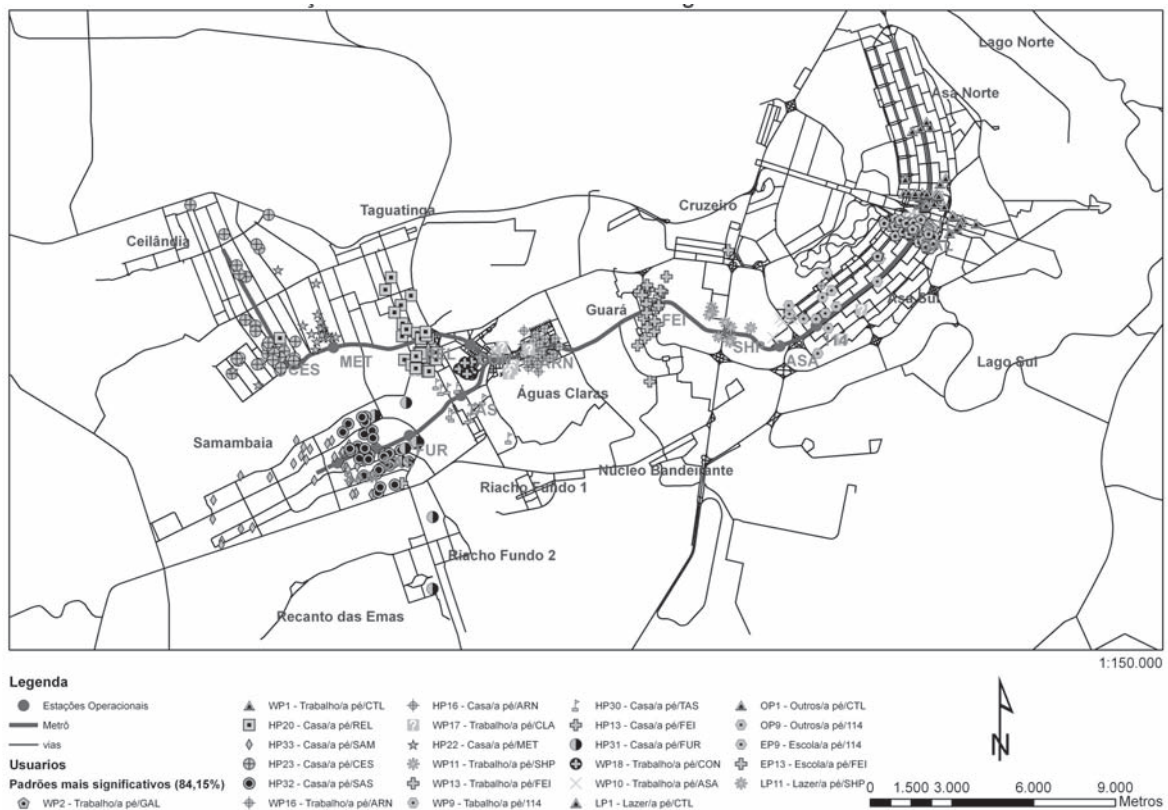 Lago Norte
Asa Norte
Taguatinga
Cruzeiro
Ceilândia
Asa Sul
Guará
FEI
SHP
114
ASA
MET
CES
ARN
Lago Sul
Águas Claras
TAS
Samambaia
FUR
Núcleo Bandeirante
Riacho Fundo 1
Riacho Fundo 2
Recanto das Emas
1:150.000
Legenda
Estações Operacionais
Metrô
vias
Usuarios
Padrões mais significativos (84,15%)
WP2 - Trabalho/a pé/GAL
WP1 - Trabalho/a pé/CTL
HP20 - Casa/a pé/REL
HP33 - Casa/a pé/SAM
HP23 - Casa/a pé/CES
HP32 - Casa/a pé/SAS
WP16 - Trabalho/a pé/ARN
HP16 - Casa/a pé/ARN
WP17 - Trabalho/a pé/CLA
HP22 - Casa/a pé/MET
WP11 - Trabalho/a pé/SHP
WP13 - Trabalho/a pé/FEI
WP9 - Tabalho/a pé/114
HP30 - Casa/a pé/TAS
HP13 - Casa/a pé/FEI
HP31 - Casa/a pé/FUR
WP18 - Trabalho/a pé/CON
WP10 - Trabalho/a pé/ASA
LP1 - Lazer/a pé/CTL
OP1 - Outros/a pé/CTL
OP9 - Outros/a pé/114
EP9 - Escola/a pé/114
EP13 - Escola/a pé/FEI
LP11 - Lazer/a pé/SHP
N
0 1.500 3.000 6.000 9.000
Metros